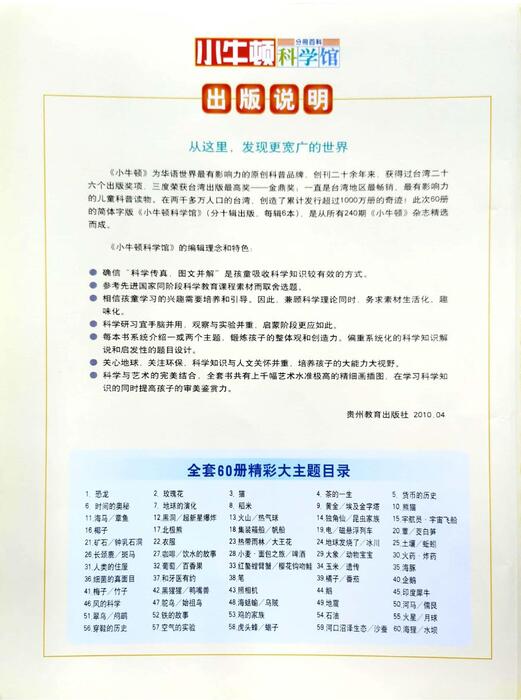 小牛顿 分册百科 科学馆
出版说明
从这里，发现更宽广的世界
《小牛顿》为华语世界最有影响力的原创科普品牌，创刊二十余年来，获得过台湾二十
六个出版奖项，三度荣获台湾出版最高奖——金鼎奖；一直是台湾地区最畅销、最有影响力
的儿童科普读物。在两千多万人口的台湾，创造了累计发行超过1000万册的奇迹！此次60册
的简体字版《小牛顿科学馆》（分十辑出版，每辑6本），是从所有240期《小牛顿》杂志精选
而成。
《小牛顿科学馆》的编辑理念和特色：
● 确信“科学传真，图文并解”是孩童吸收科学知识较有效的方式。
● 参考先进国家同阶段科学教育课程素材而取舍选题。
● 相信孩童学习的兴趣需要培养和引导。因此，兼顾科学理论同时，务求素材生活化、趣
味化。
● 科学研习宜手脑并用，观察与实验并重，启蒙阶段更应如此。
● 每本书系统介绍一或两个主题，锻炼孩子的整体观和创造力。偏重系统化的科学知识解
说和启发性的题目设计。
● 关心地球，关注环保，科学知识与人文关怀并重，培养孩子的大能力大视野。
● 科学与艺术的完美结合，全套书共有上千幅艺术水准极高的精细画插图，在学习科学知
识的同时提高孩子的审美鉴赏力。
贵州教育出版社 2010.04
全套60册精彩大主题目录
1. 恐龙 2. 玫瑰花 3. 猫 4. 茶的一生 5. 货币的历史
6. 时间的奥秘 7. 地球的演化 8. 稻米 9. 黄金／埃及金字塔 10. 熊猫
11. 海马／章鱼 12. 黑洞／超新星爆炸 13. 火山／热气球 14. 独角仙／昆虫家族 15. 宇航员·宇宙飞船
16. 椰子 17. 北极熊 18. 集装箱船／帆船 19. 电／磁悬浮列车 20. 蕈／茭白笋
21. 矿石／钟乳石洞 22. 衣服 23. 热带雨林／大王花 24. 地球发烧了／冰川 25. 土壤／蚯蚓
26. 长颈鹿／斑马 27. 咖啡／饮水的故事 28. 小麦·面包之旅／啤酒 29. 大象／动物宝宝 30. 火药·炸药
31. 人类的住屋 32. 葡萄／百香果 33. 红螯螳臂蟹／樱花钩吻鲑 34. 玉米／遗传 35. 海豚
36. 细菌的真面目 37. 和牙医有约 38. 笔 39. 橘子／番茄 40. 企鹅
41. 梅子／竹子 42. 黑猩猩／鸭嘴兽 43. 照相机 44. 鹅 45. 印度犀牛
46. 风的科学 47. 鸵鸟／始祖鸟 48. 海蛞蝓／乌贼 49. 地震 50. 河马／儒艮
51. 翠鸟／鸬鹚 52. 铁的故事 53. 鸡的家族 54. 石油 55. 火星／月球
56. 穿鞋的历史 57. 空气的实验 58. 虎头蜂／蝎子 59. 河口沼泽生态／沙蚕 60. 海狸／水坝